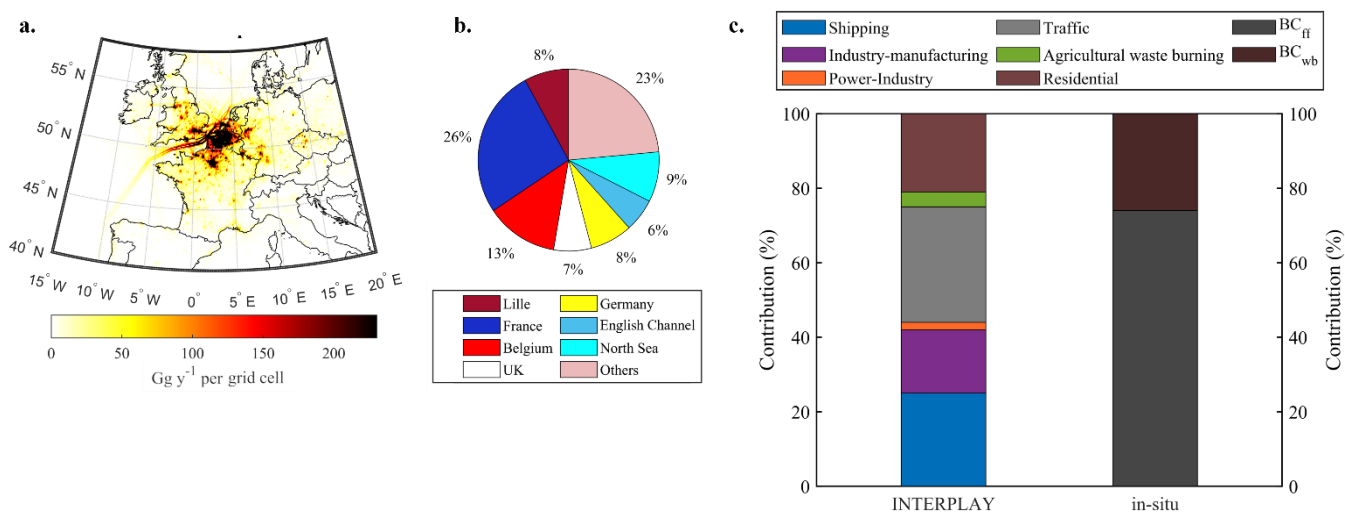 a.
55° N
50° N
45° N
40° N
15° W
10° W
5° W
0°
5° E
10° E
15° E
20° E
0 50 100 150 200
Gg y⁻¹ per grid cell
b.
8%
23%
26%
9%
6%
13%
8%
7%
Lille Germany
France English Channel
Belgium North Sea
UK Others
c.
Shipping Traffic BCff
Industry-manufacturing Agricultural waste burning BCwb
Power-Industry Residential
100 100
80 80
60 60
40 40
20 20
0 0
Contribution (%)
Contribution (%)
INTERPLAY in-situ